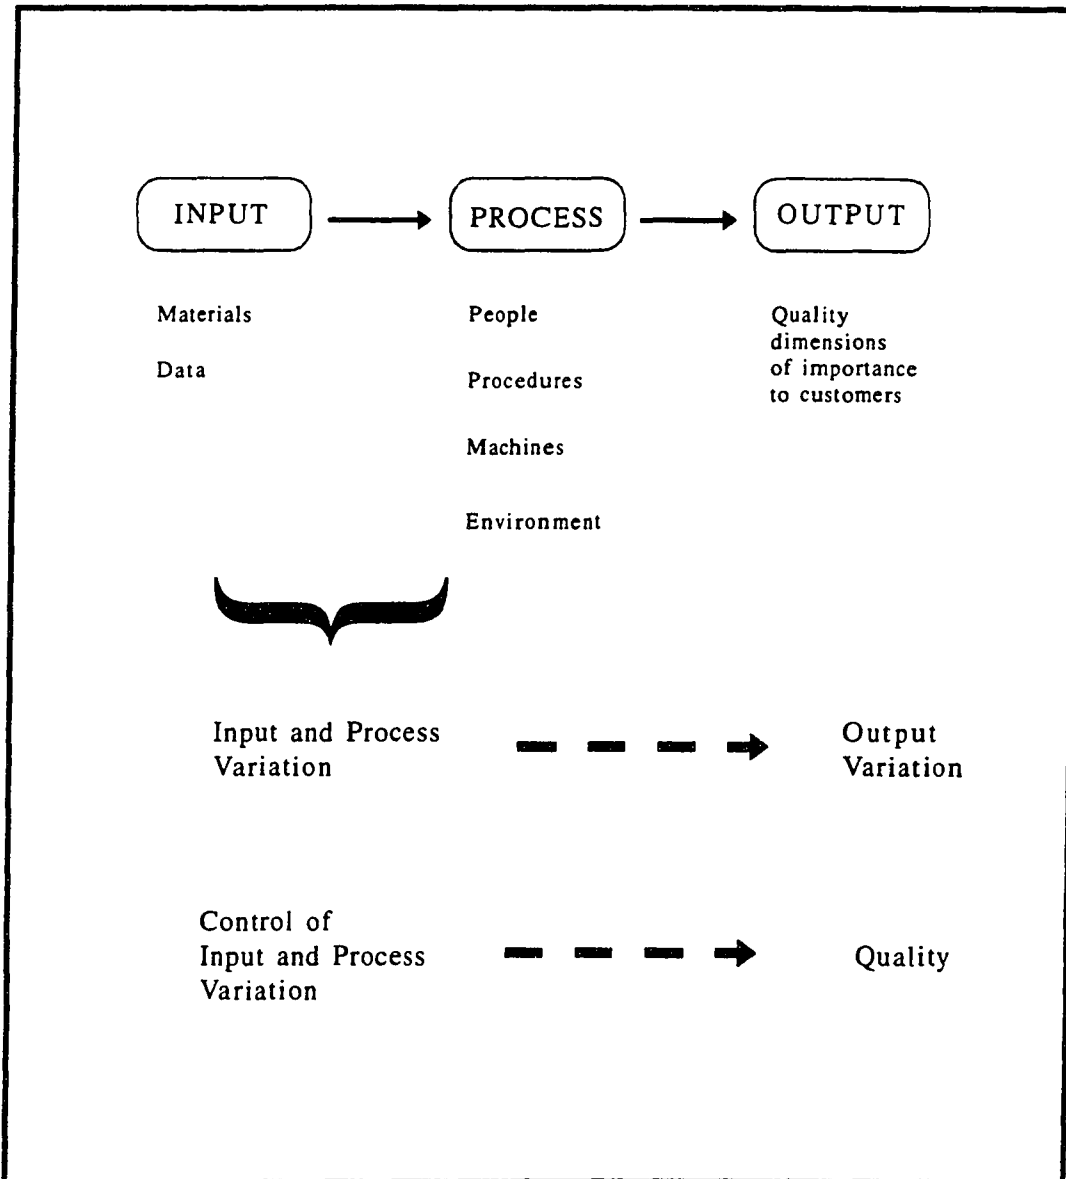 INPUT
PROCESS
OUTPUT
Materials
Data
People
Procedures
Machines
Environment
Quality
dimensions
of importance
to customers
Input and Process
Variation
Output
Variation
Control of
Input and Process
Variation
Quality